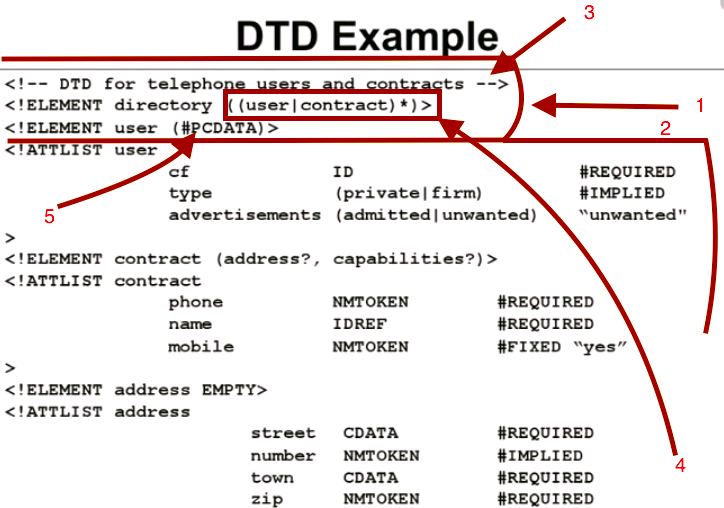 DTD Example
3
<!-- DTD for telephone users and contracts -->
<!ELEMENT directory ((user|contract)*)>
1
<!ELEMENT user (#PCDATA)>
2
<!ATTLIST user
cf ID #REQUIRED
type (private|firm) #IMPLIED
5
advertisements (admitted|unwanted) “unwanted"
>
<!ELEMENT contract (address?, capabilities?)>
<!ATTLIST contract
phone NMTOKEN #REQUIRED
name IDREF #REQUIRED
mobile NMTOKEN #FIXED “yes”
>
<!ELEMENT address EMPTY>
<!ATTLIST address
street CDATA #REQUIRED
number NMTOKEN #IMPLIED
4
town CDATA #REQUIRED
zip NMTOKEN #REQUIRED